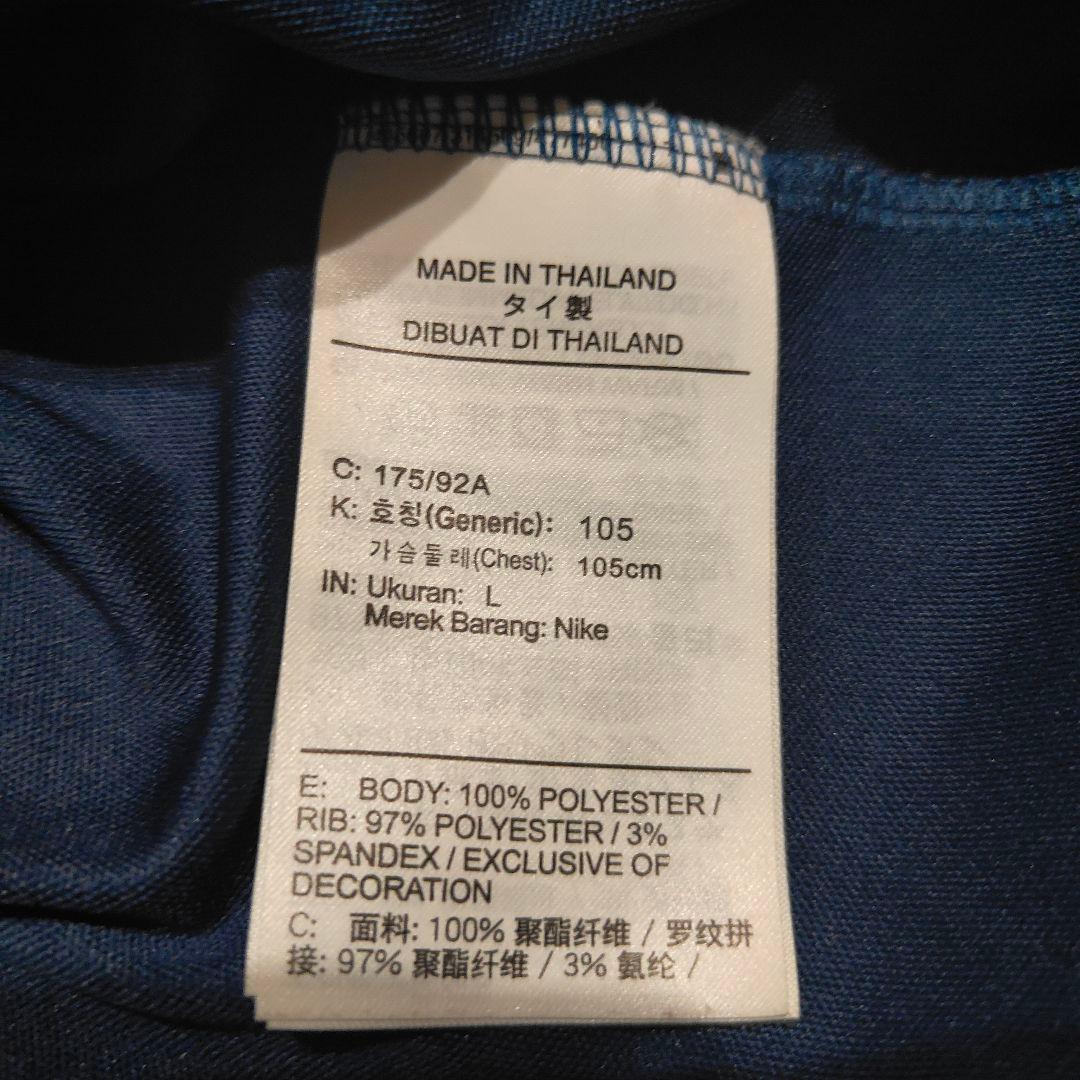 MADE IN THAILAND
タイ製
DIBUAT DI THAILAND
C: 175/92A
K: 호칭(Generic): 105
가슴둘레(Chest): 105cm
IN: Ukuran: L
Merek Barang: Nike
E: BODY: 100% POLYESTER /
RIB: 97% POLYESTER / 3%
SPANDEX / EXCLUSIVE OF
DECORATION
C: 面料: 100% 聚酯纤维 / 罗纹拼
接: 97% 聚酯纤维 / 3% 氨纶 /